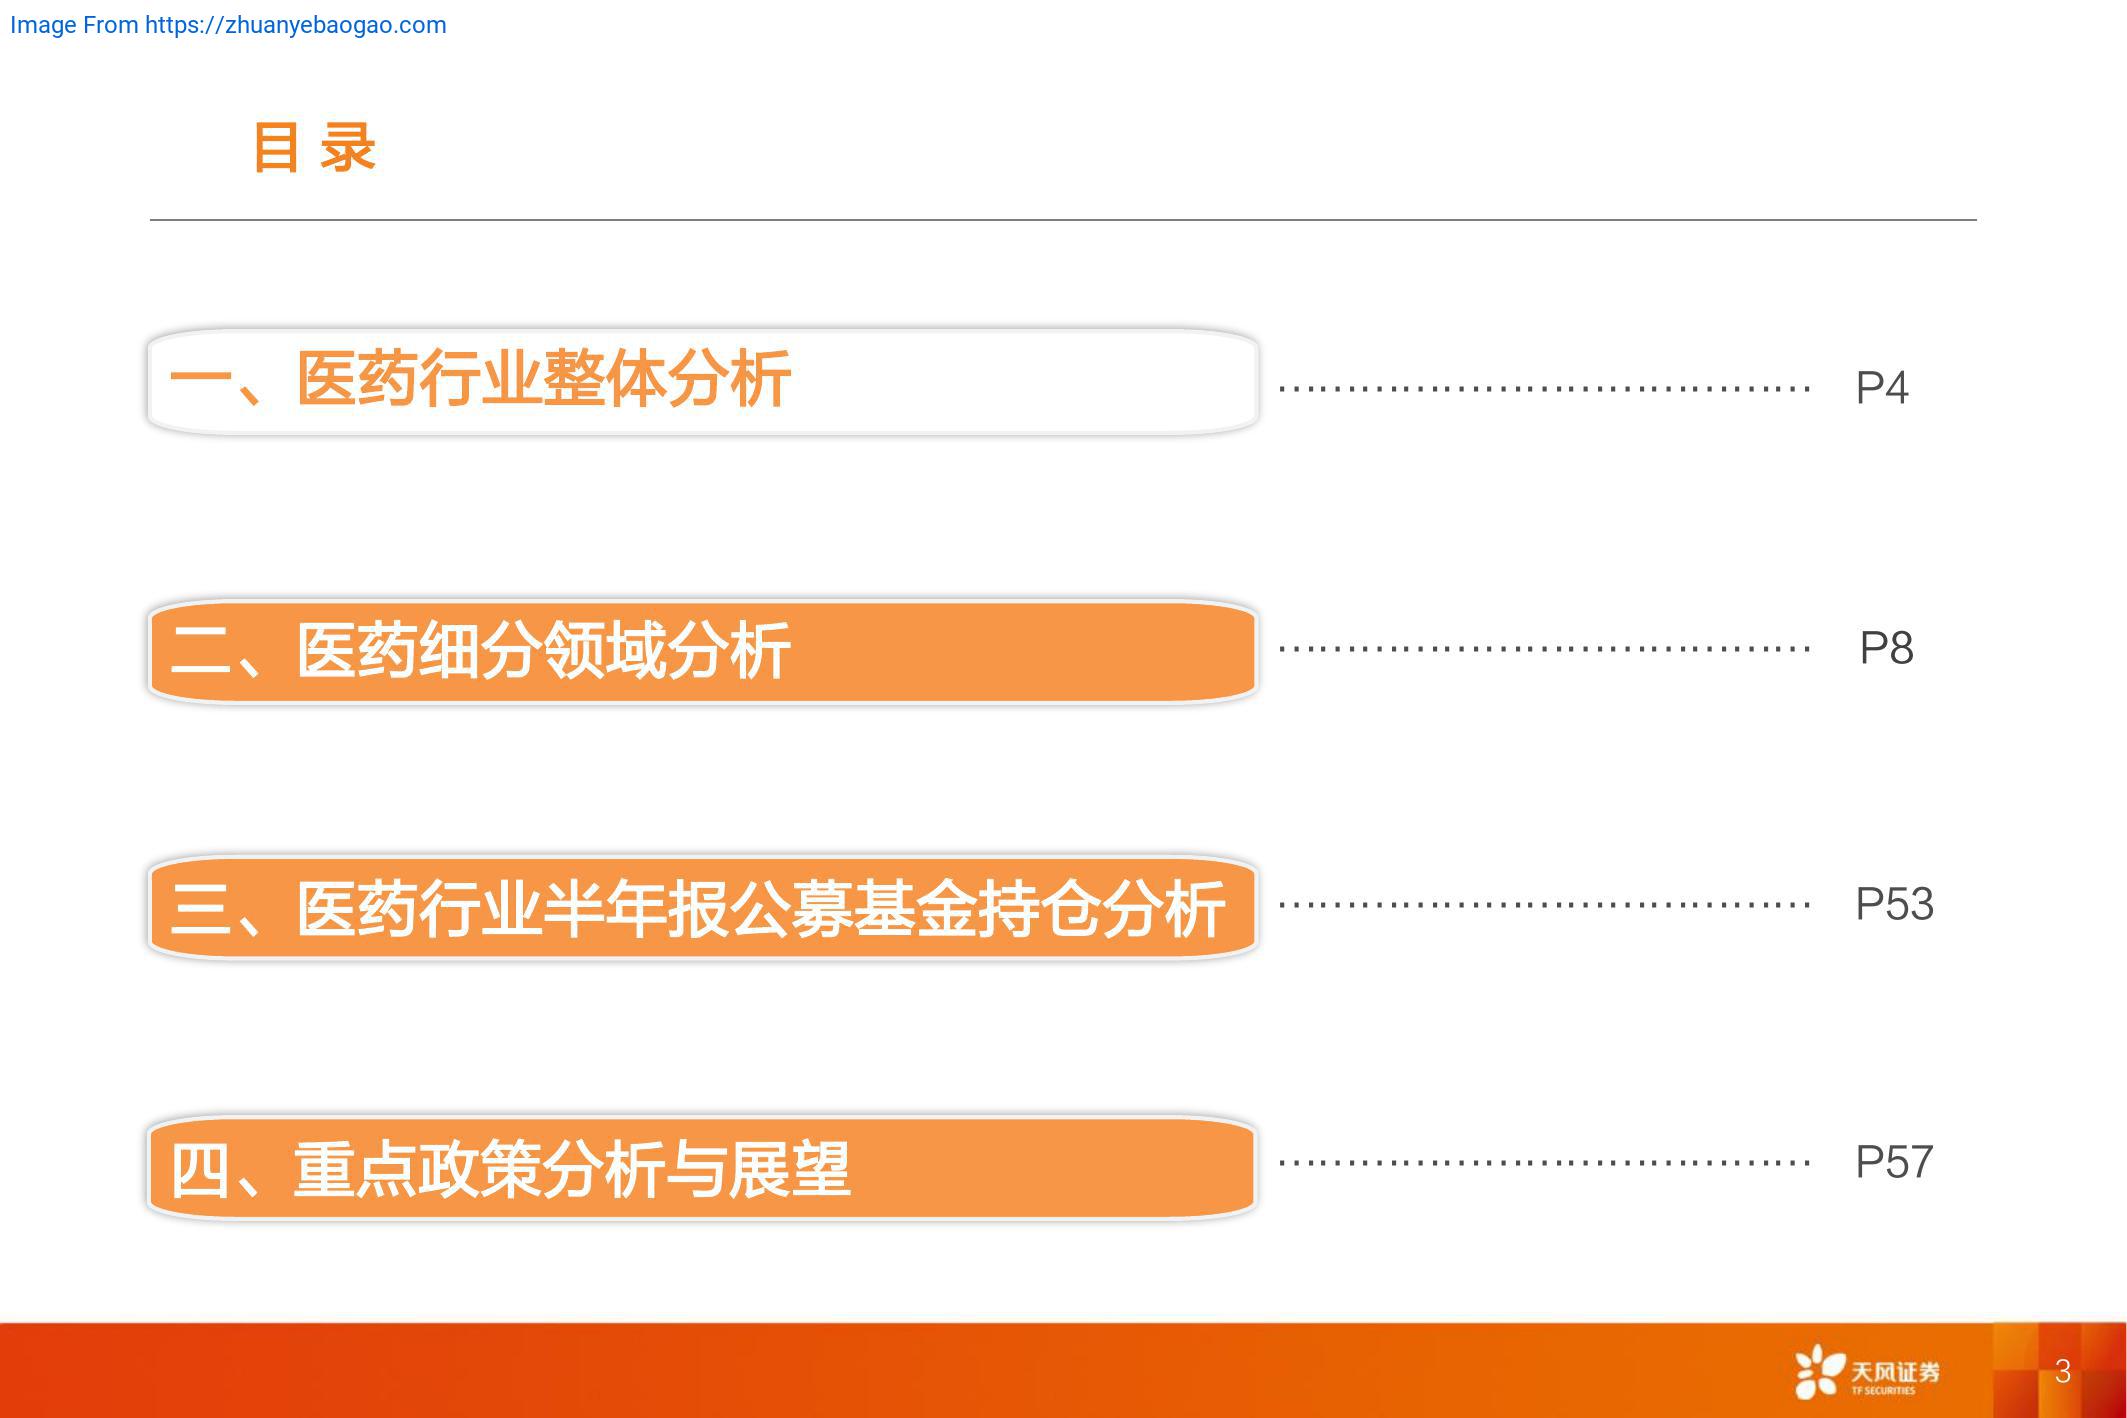 Image From https://zhuanyebaogao.com
目 录
一、医药行业整体分析 P4
二、医药细分领域分析 P8
三、医药行业半年报公募基金持仓分析 P53
四、重点政策分析与展望 P57
天风证券
TF SECURITIES
3